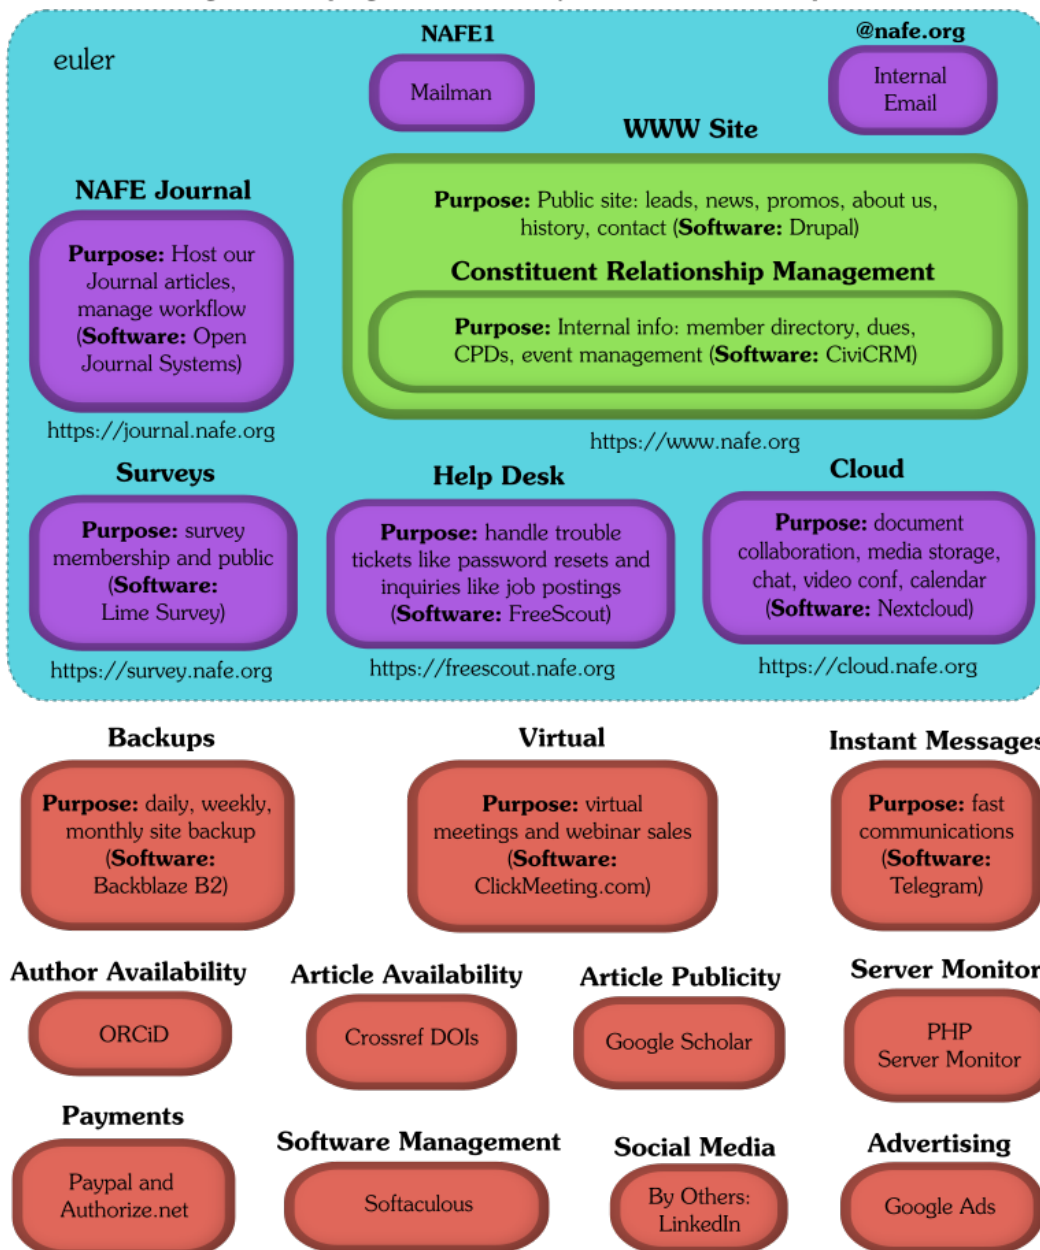 euler
NAFE1
Mailman
@nafe.org
Internal
Email
WWW Site
Purpose: Public site: leads, news, promos, about us,
history, contact (Software: Drupal)
Constituent Relationship Management
Purpose: Internal info: member directory, dues,
CPDs, event management (Software: CiviCRM)
https://www.nafe.org
NAFE Journal
Purpose: Host our
Journal articles,
manage workflow
(Software: Open
Journal Systems)
https://journal.nafe.org
Surveys
Purpose: survey
membership and public
(Software:
Lime Survey)
https://survey.nafe.org
Help Desk
Purpose: handle trouble
tickets like password resets and
inquiries like job postings
(Software: FreeScout)
https://freescout.nafe.org
Cloud
Purpose: document
collaboration, media storage,
chat, video conf, calendar
(Software: Nextcloud)
https://cloud.nafe.org
Backups
Purpose: daily, weekly,
monthly site backup
(Software:
Backblaze B2)
Virtual
Purpose: virtual
meetings and webinar sales
(Software:
ClickMeeting.com)
Instant Messages
Purpose: fast
communications
(Software:
Telegram)
Author Availability
ORCiD
Article Availability
Crossref DOIs
Article Publicity
Google Scholar
Server Monitor
PHP
Server Monitor
Payments
Paypal and
Authorize.net
Software Management
Softaculous
Social Media
By Others:
LinkedIn
Advertising
Google Ads